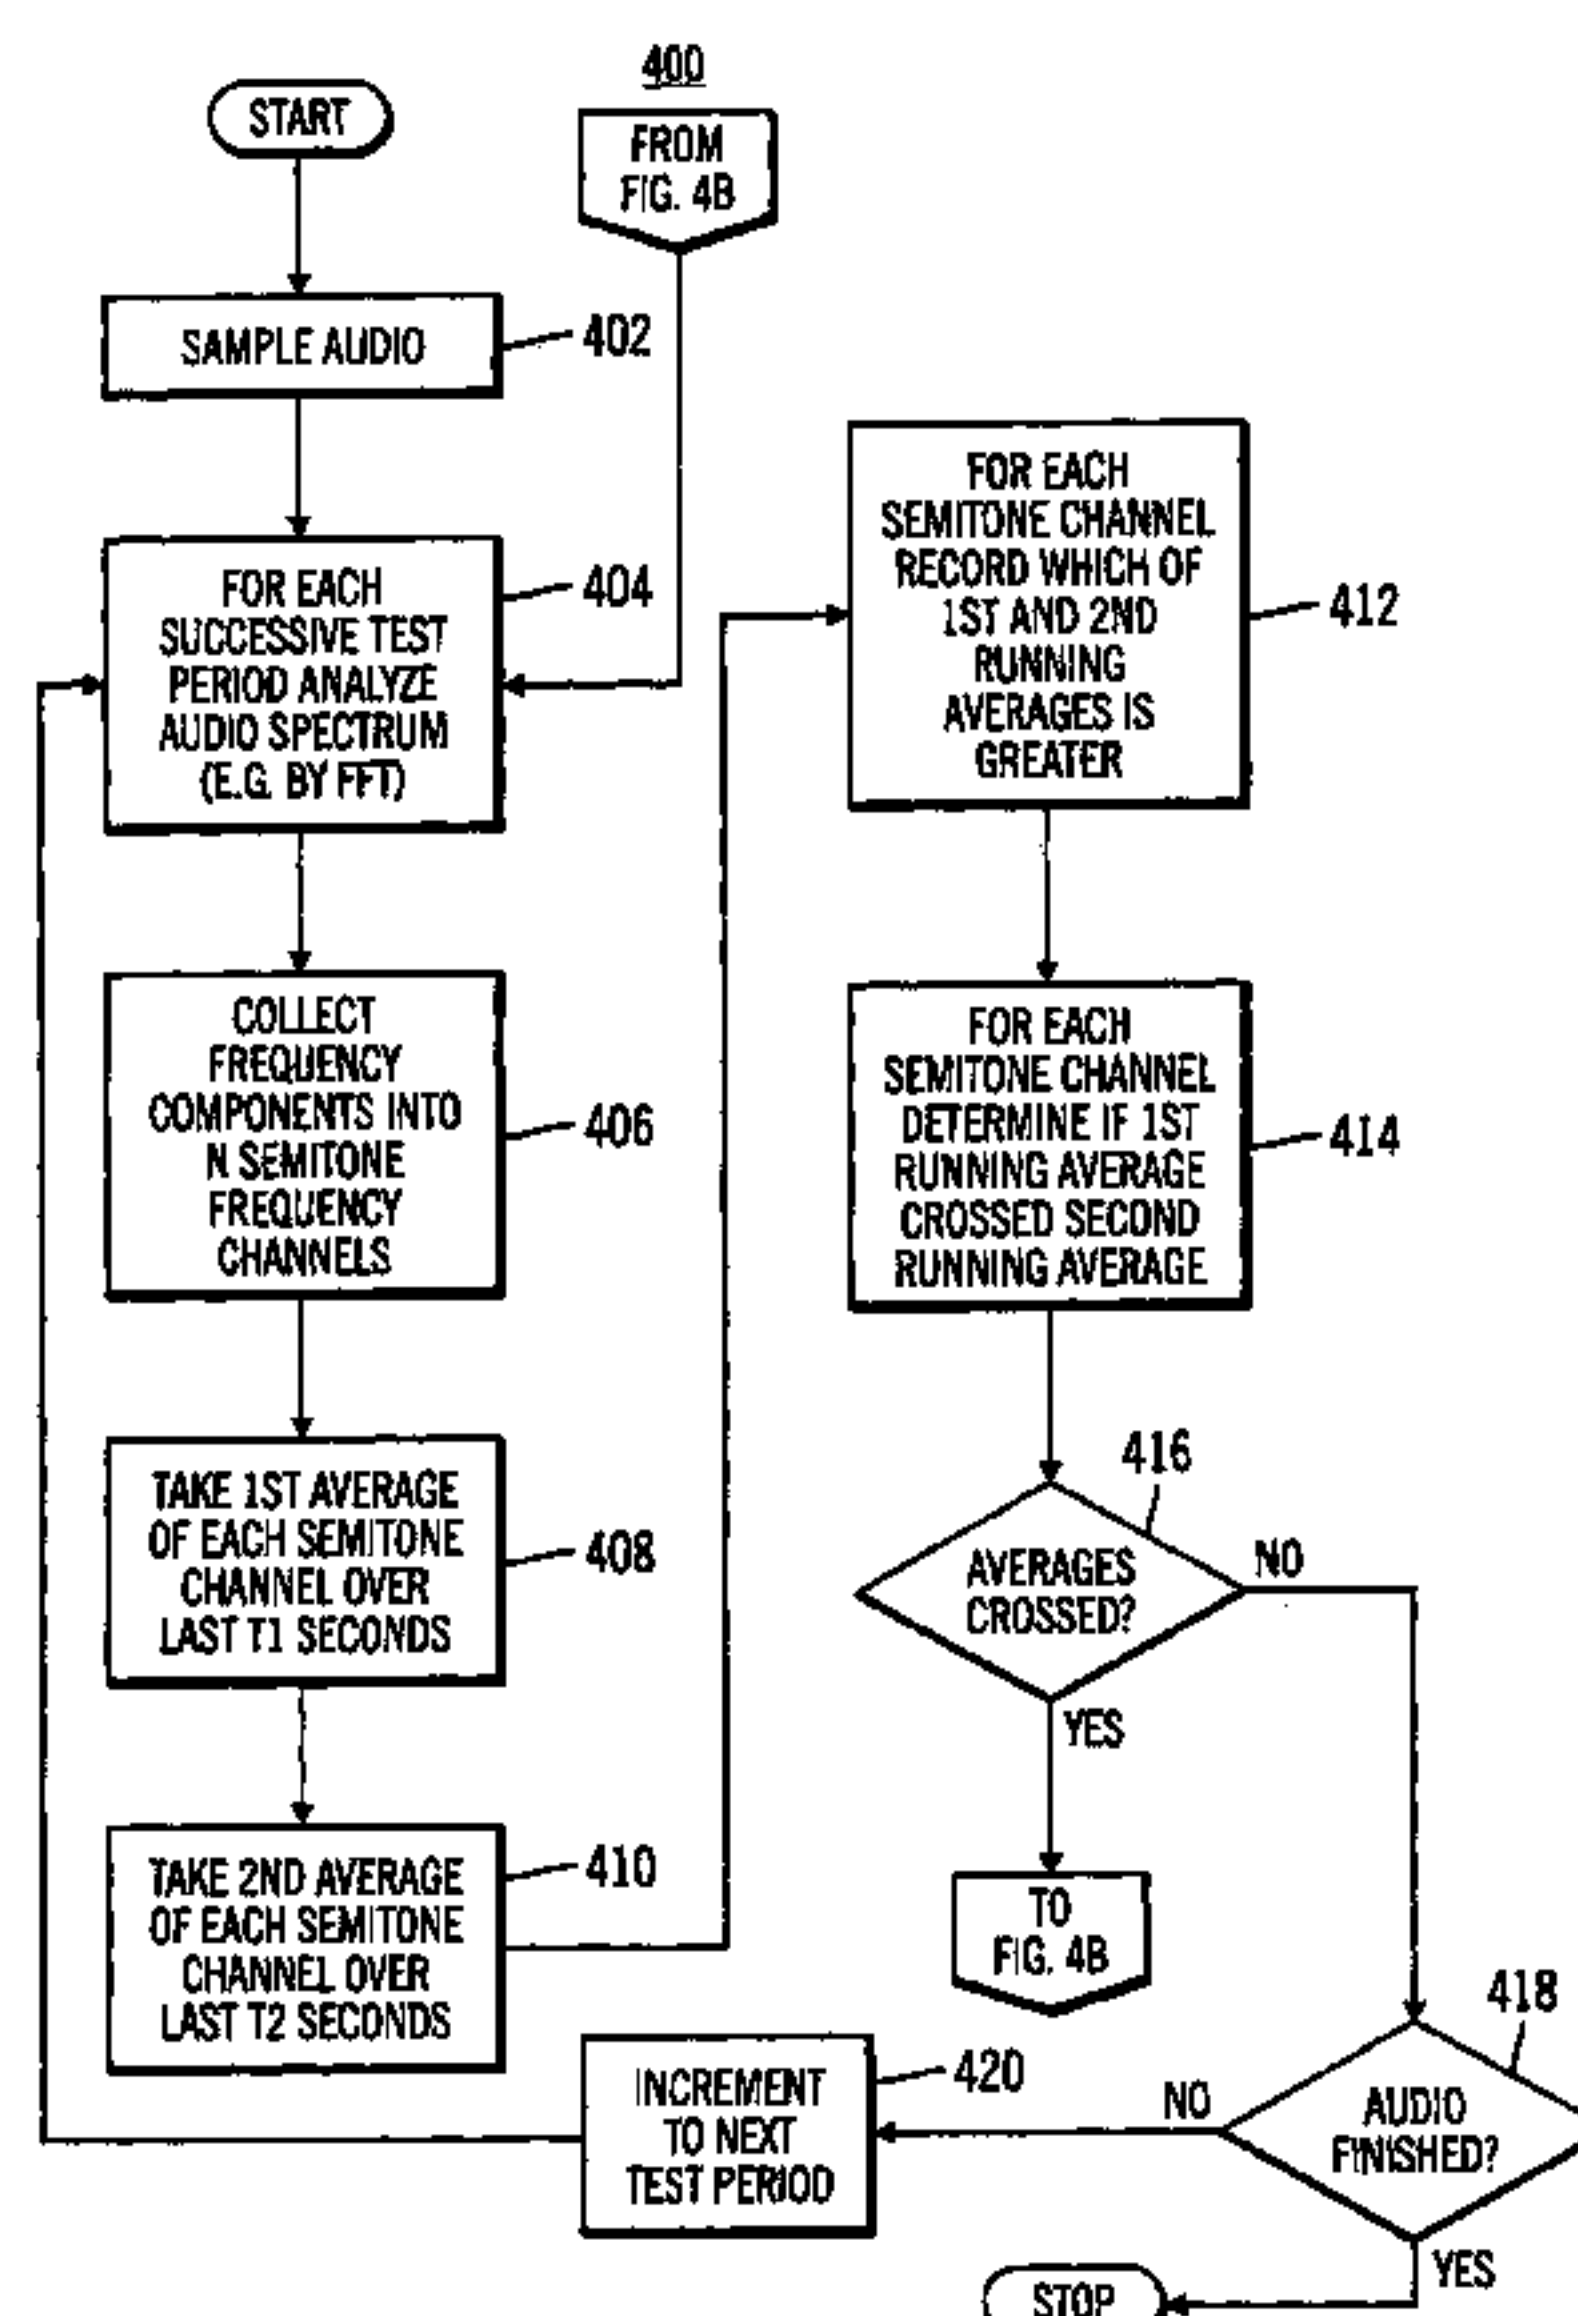 400
START
FROM
FIG. 4B
SAMPLE AUDIO
402
FOR EACH
SUCCESSIVE TEST
PERIOD ANALYZE
AUDIO SPECTRUM
(E.G. BY FFT)
404
COLLECT
FREQUENCY
COMPONENTS INTO
N SEMITONE
FREQUENCY
CHANNELS
406
TAKE 1ST AVERAGE
OF EACH SEMITONE
CHANNEL OVER
LAST T1 SECONDS
408
TAKE 2ND AVERAGE
OF EACH SEMITONE
CHANNEL OVER
LAST T2 SECONDS
410
FOR EACH
SEMITONE CHANNEL
RECORD WHICH OF
1ST AND 2ND
RUNNING
AVERAGES IS
GREATER
412
FOR EACH
SEMITONE CHANNEL
DETERMINE IF 1ST
RUNNING AVERAGE
CROSSED SECOND
RUNNING AVERAGE
414
416
AVERAGES
CROSSED?
NO
YES
TO
FIG. 4B
418
AUDIO
FINISHED?
NO
YES
420
INCREMENT
TO NEXT
TEST PERIOD
STOP